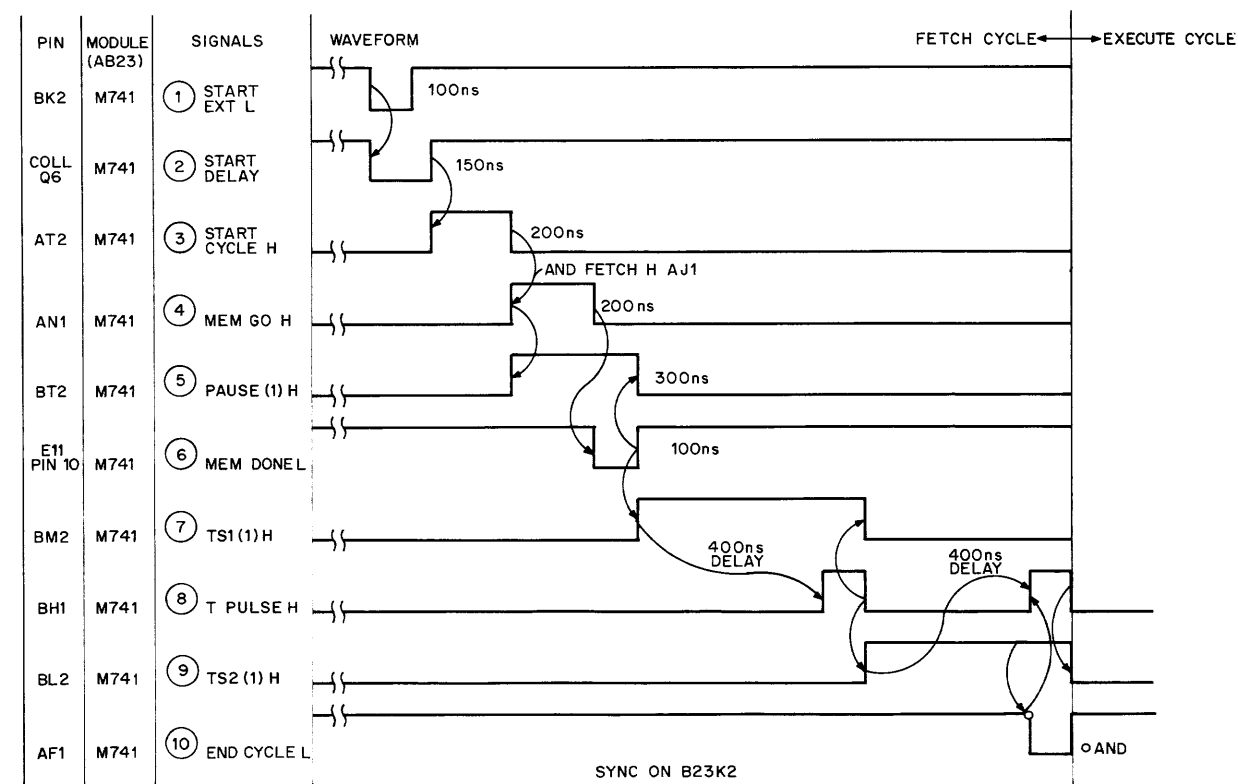 PIN MODULE (AB23) SIGNALS WAVEFORM FETCH CYCLE EXECUTE CYCLE
BK2 M741 1 START EXT L 100ns
COLL Q6 M741 2 START DELAY 150ns
AT2 M741 3 START CYCLE H 200ns
AND FETCH H AJ1
AN1 M741 4 MEM GO H 200ns
BT2 M741 5 PAUSE (1) H 300ns
E11 PIN 10 M741 6 MEM DONE L 100ns
BM2 M741 7 TS1 (1) H
400ns DELAY
400ns DELAY
BH1 M741 8 T PULSE H
BL2 M741 9 TS2 (1) H
AF1 M741 10 END CYCLE L AND
SYNC ON B23K2